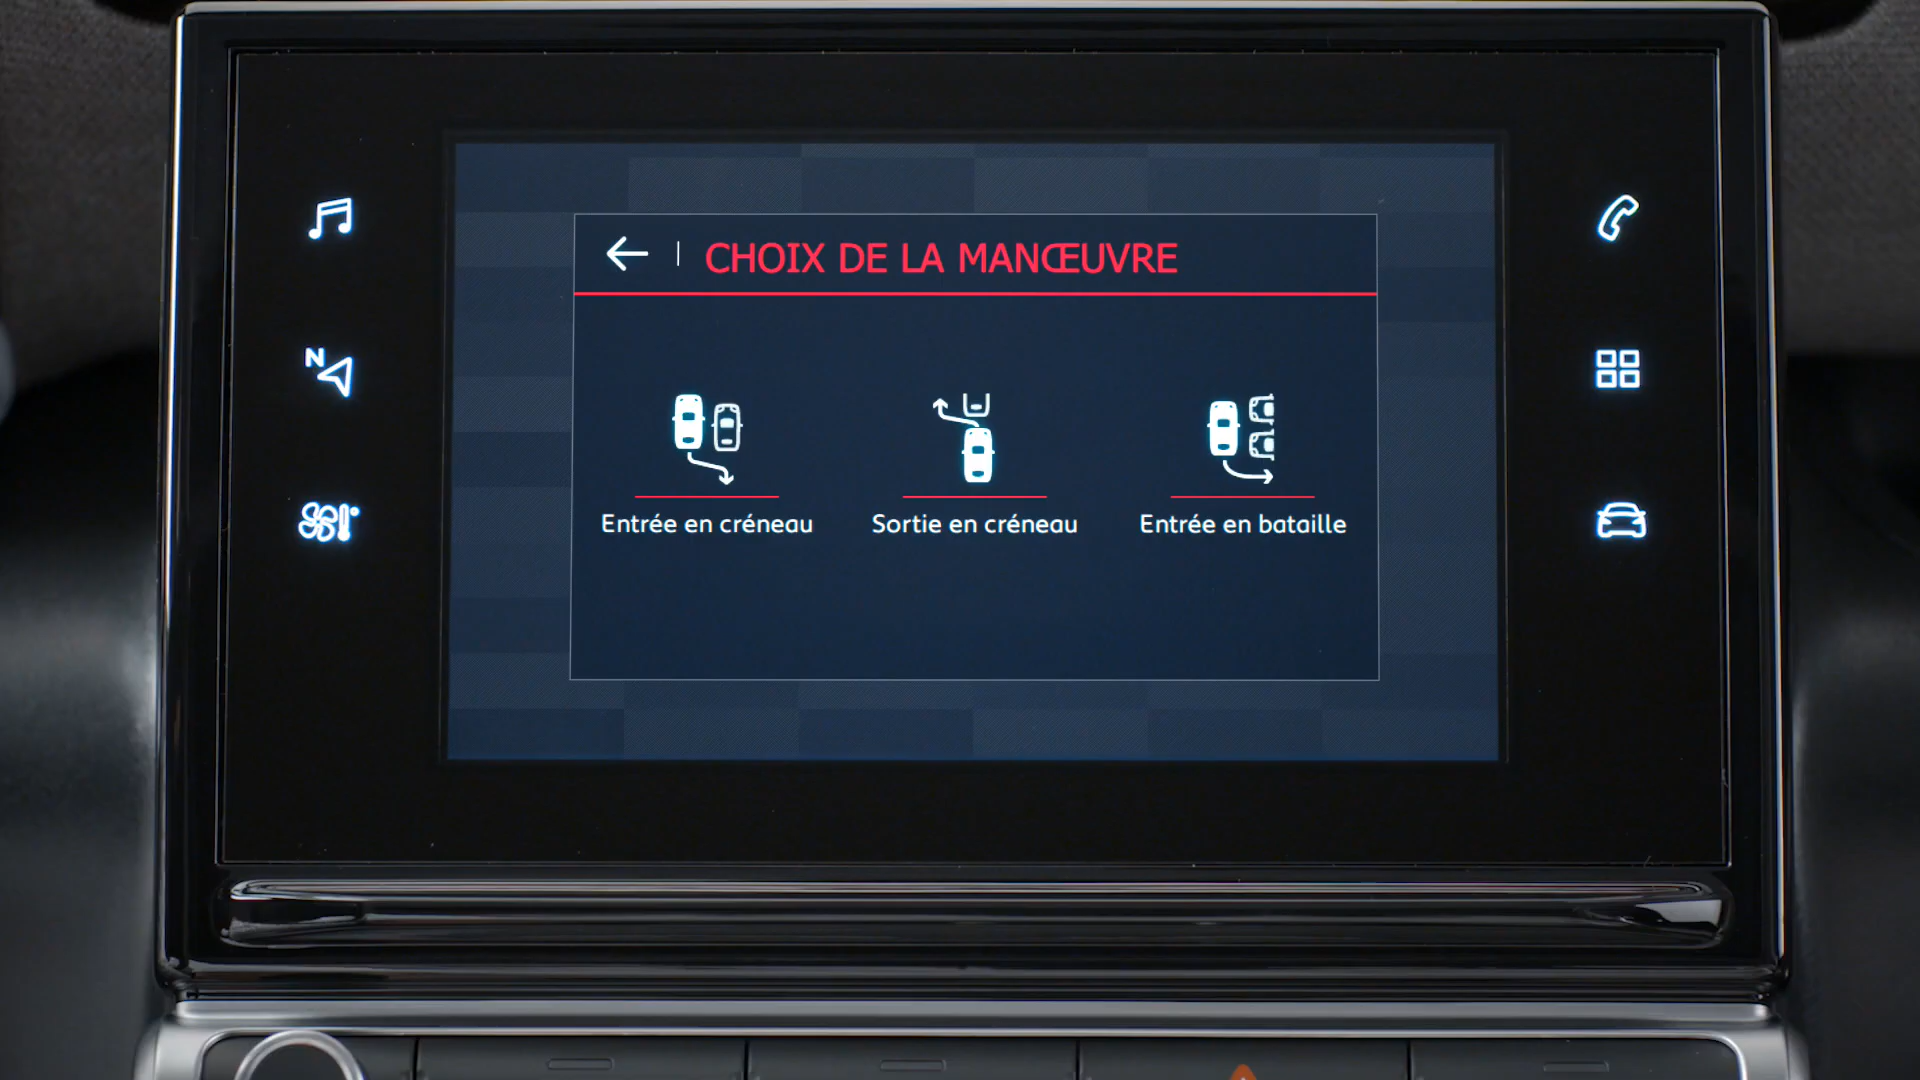 CHOIX DE LA MANŒUVRE
N
Entrée en créneau
Sortie en créneau
Entrée en bataille